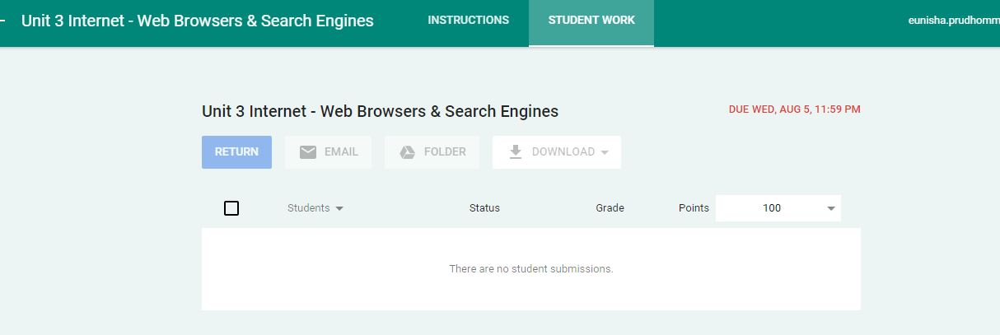 Unit 3 Internet - Web Browsers & Search Engines INSTRUCTIONS STUDENT WORK eunisha.prudhomm
Unit 3 Internet - Web Browsers & Search Engines DUE WED, AUG 5, 11:59 PM
RETURN EMAIL FOLDER DOWNLOAD
Students Status Grade Points 100
There are no student submissions.